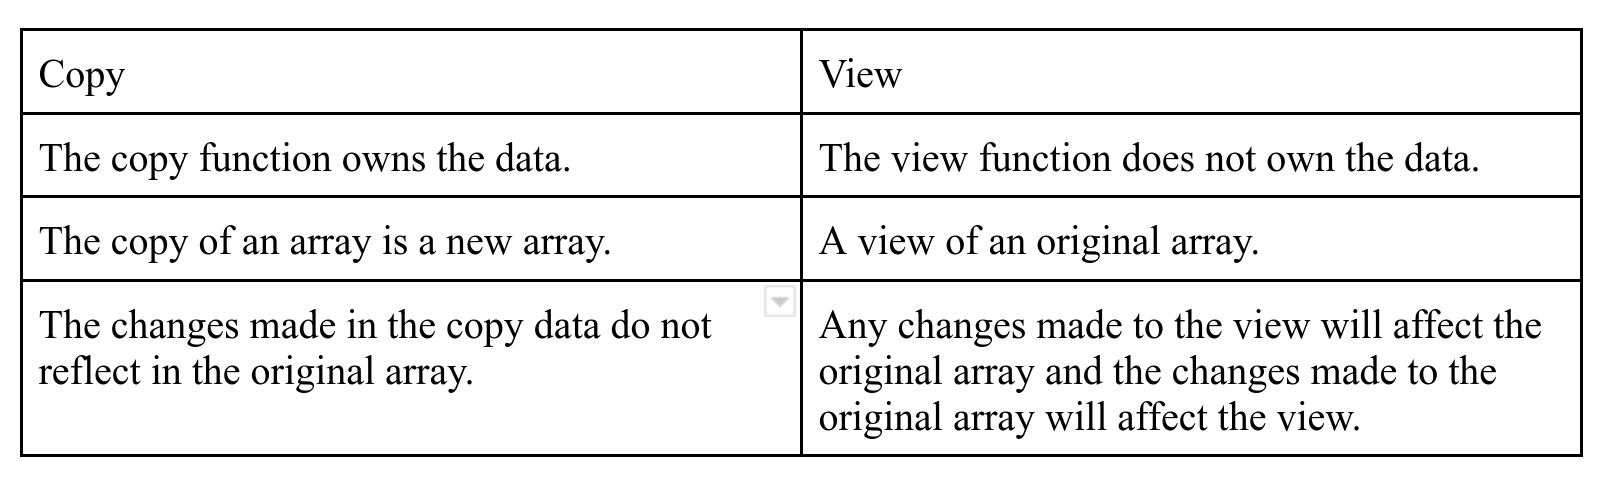 Copy
View
The copy function owns the data.
The view function does not own the data.
The copy of an array is a new array.
A view of an original array.
The changes made in the copy data do not
reflect in the original array.
Any changes made to the view will affect the
original array and the changes made to the
original array will affect the view.